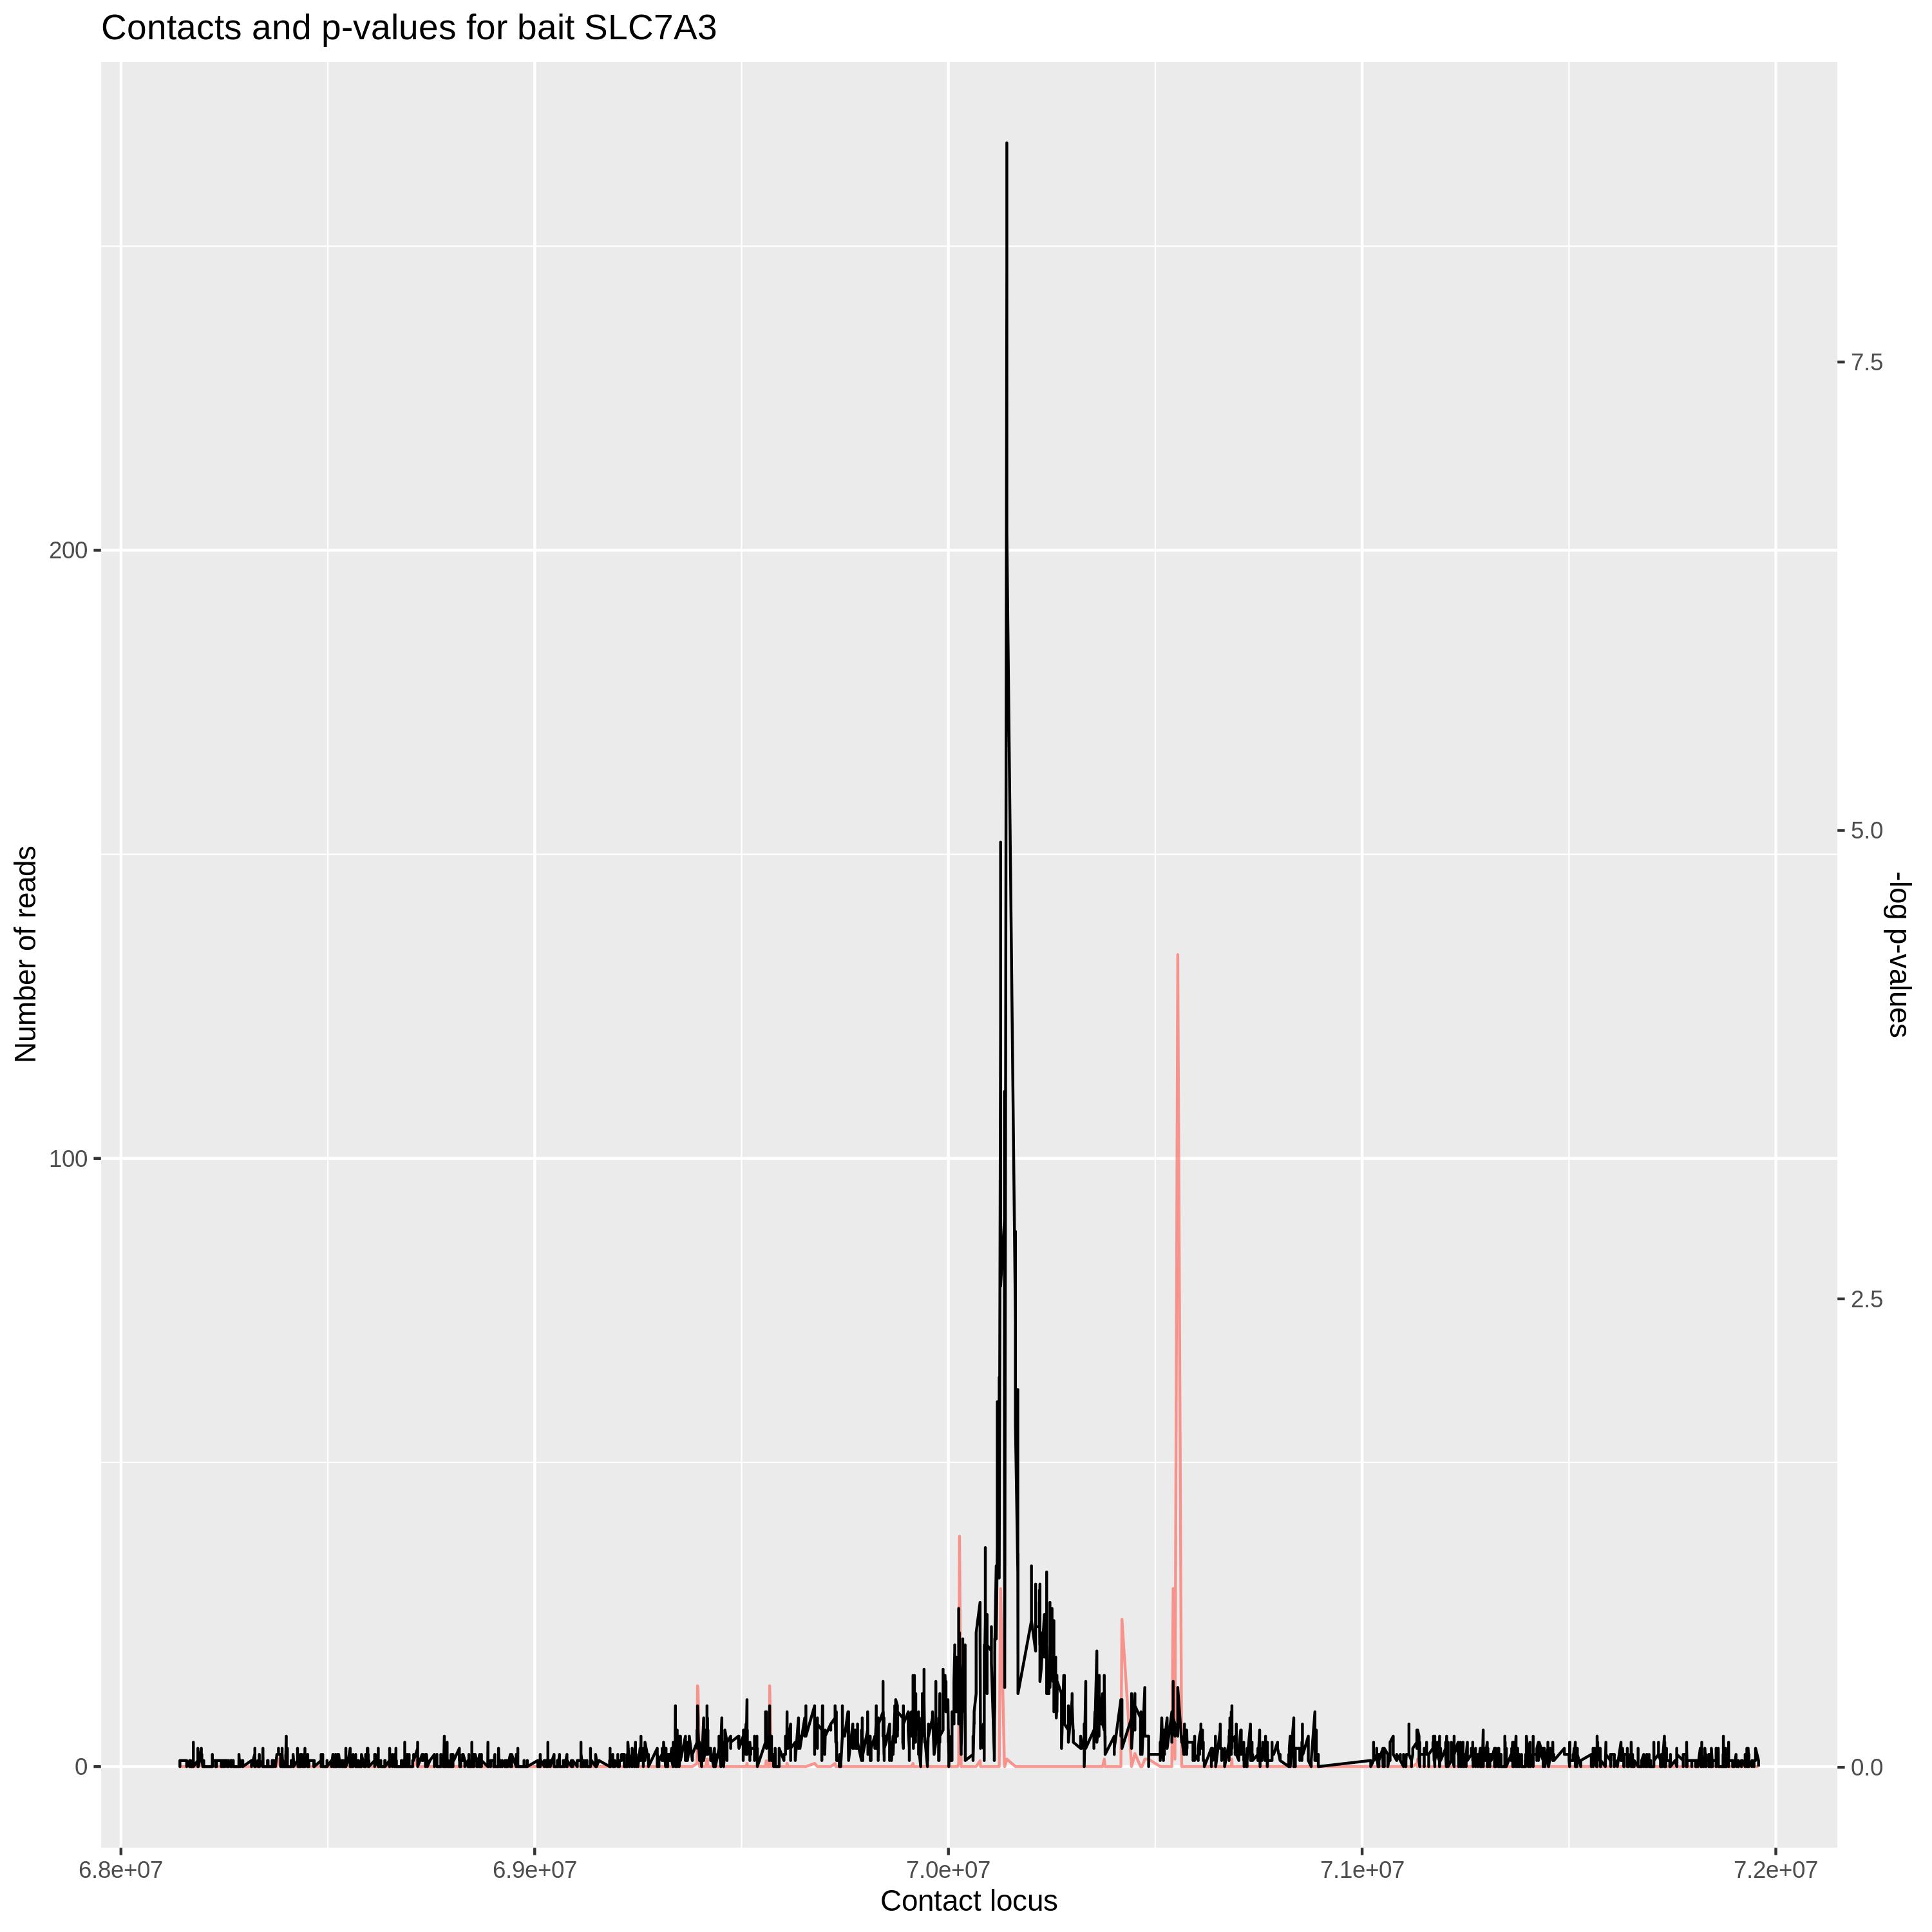 Contacts and p-values for bait SLC7A3
Number of reads
200
100
0
7.5
5.0
2.5
0.0
-log p-values
6.8e+07
6.9e+07
7.0e+07
7.1e+07
7.2e+07
Contact locus